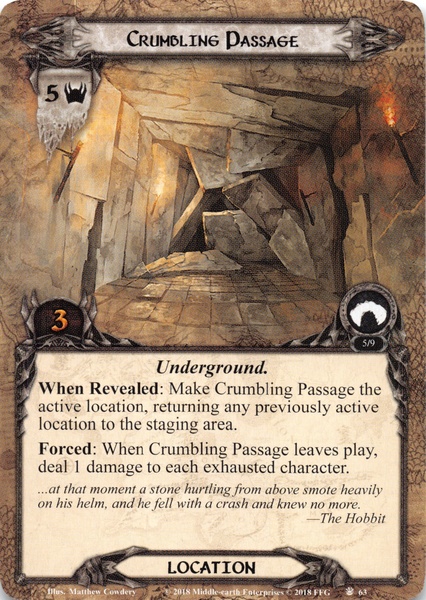 Crumbling Passage
5
3
5/9
Underground.
When Revealed: Make Crumbling Passage the
active location, returning any previously active
location to the staging area.
Forced: When Crumbling Passage leaves play,
deal 1 damage to each exhausted character.
...at that moment a stone hurtling from above smote heavily
on his helm, and he fell with a crash and knew no more.
—The Hobbit
LOCATION
Illus. Matthew Cowdery © 2018 Middle-earth Enterprises © 2018 FFG 63